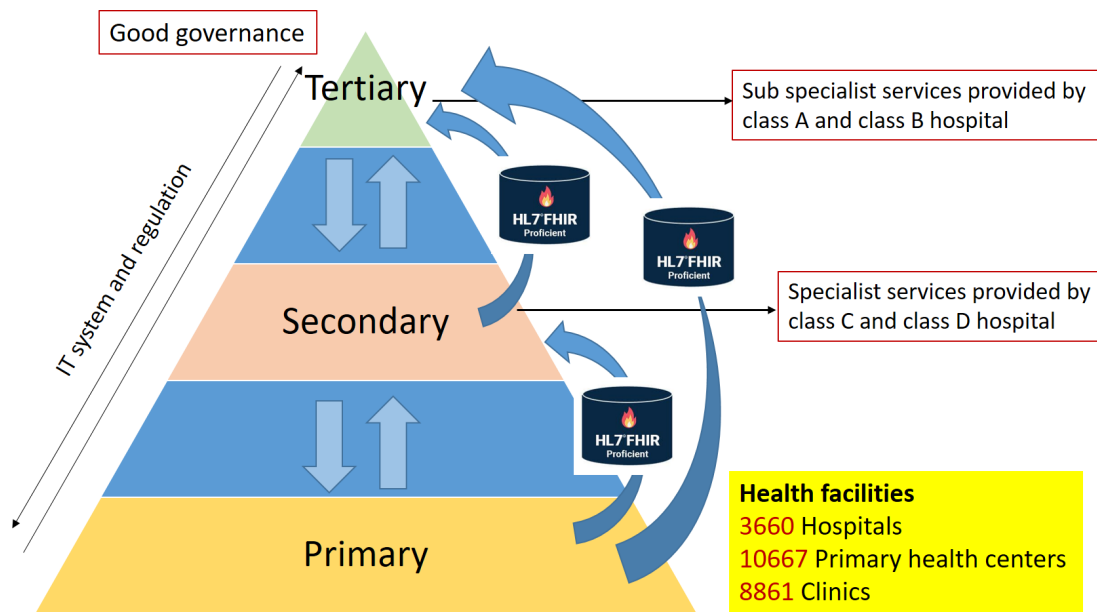 Good governance
Tertiary
Sub specialist services provided by
class A and class B hospital
IT system and regulation
HL7 FHIR
Proficient
HL7 FHIR
Proficient
Secondary
Specialist services provided by
class C and class D hospital
HL7 FHIR
Proficient
Primary
Health facilities
3660 Hospitals
10667 Primary health centers
8861 Clinics